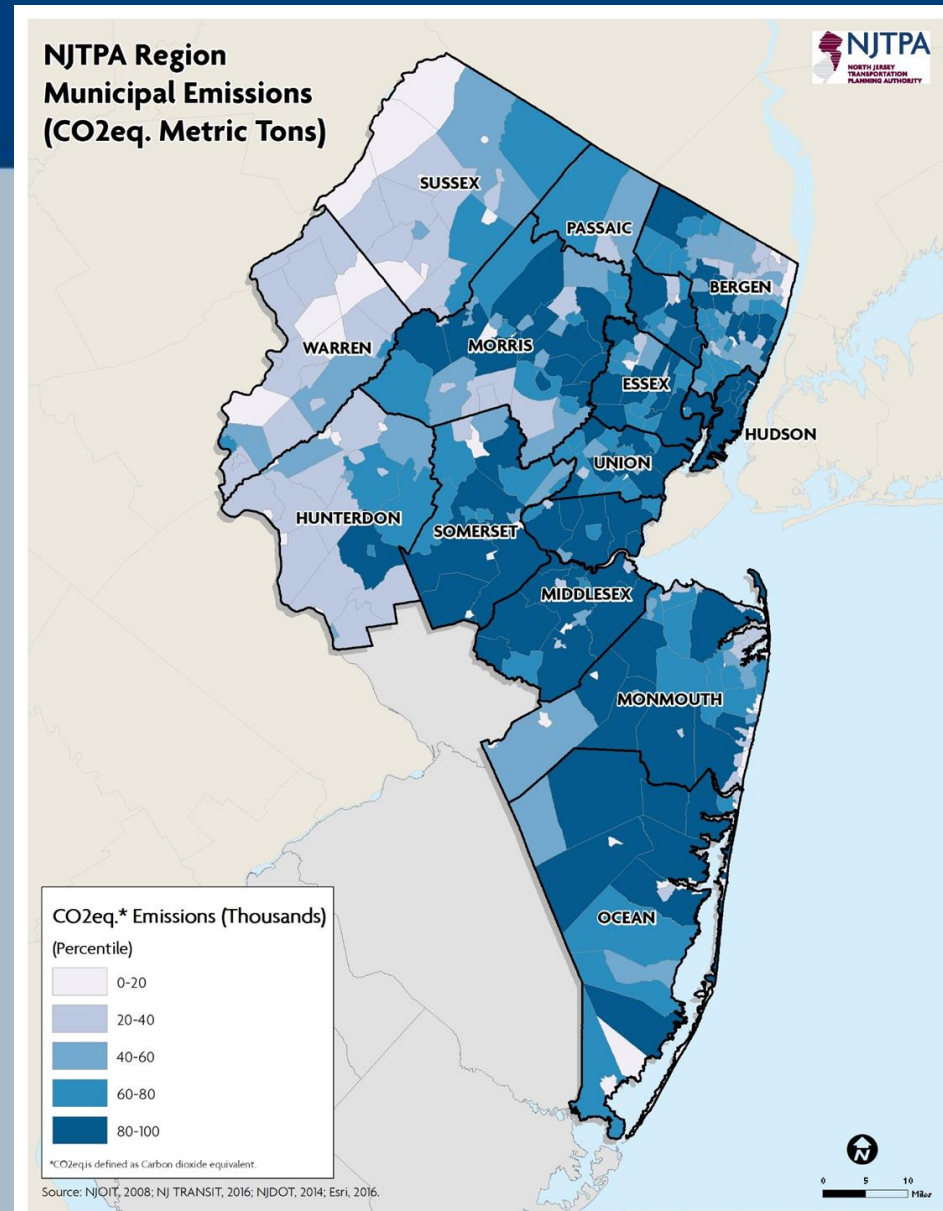 NJTPA Region
Municipal Emissions
(CO2eq. Metric Tons)
NJTPA
NORTH JERSEY
TRANSPORTATION
PLANNING AUTHORITY
SUSSEX
PASSAIC
BERGEN
WARREN
MORRIS
ESSEX
HUDSON
UNION
HUNTERDON
SOMERSET
MIDDLESEX
MONMOUTH
OCEAN
CO2eq.* Emissions (Thousands)
(Percentile)
0-20
20-40
40-60
60-80
80-100
*CO2eq.is defined as Carbon dioxide equivalent.
Source: NJOIT, 2008; NJ TRANSIT, 2016; NJDOT, 2014; Esri, 2016.
N
0 5 10
Miles